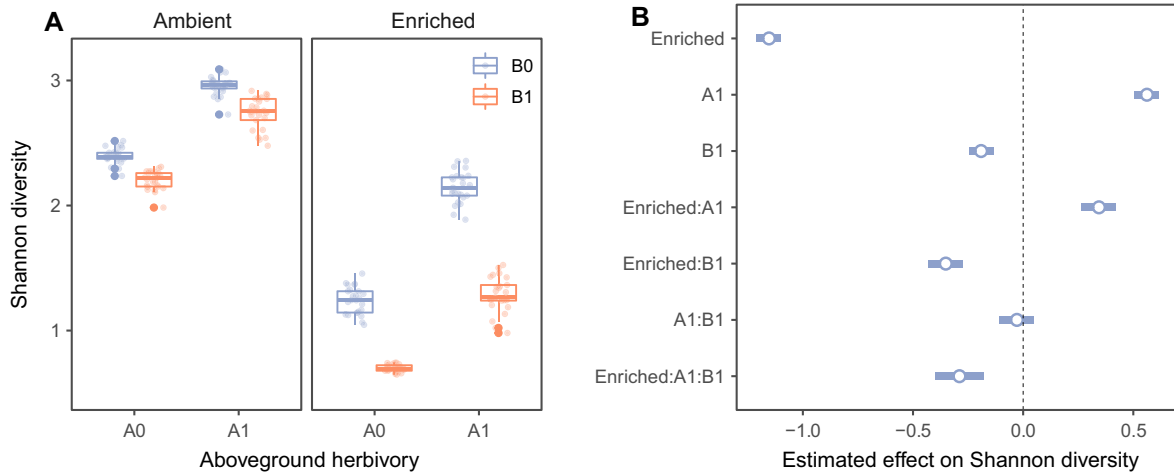 A
Ambient
Enriched
B0
B1
3
2
1
Shannon diversity
A0
A1
A0
A1
Aboveground herbivory
B
Enriched
A1
B1
Enriched:A1
Enriched:B1
A1:B1
Enriched:A1:B1
−1.0
−0.5
0.0
0.5
Estimated effect on Shannon diversity